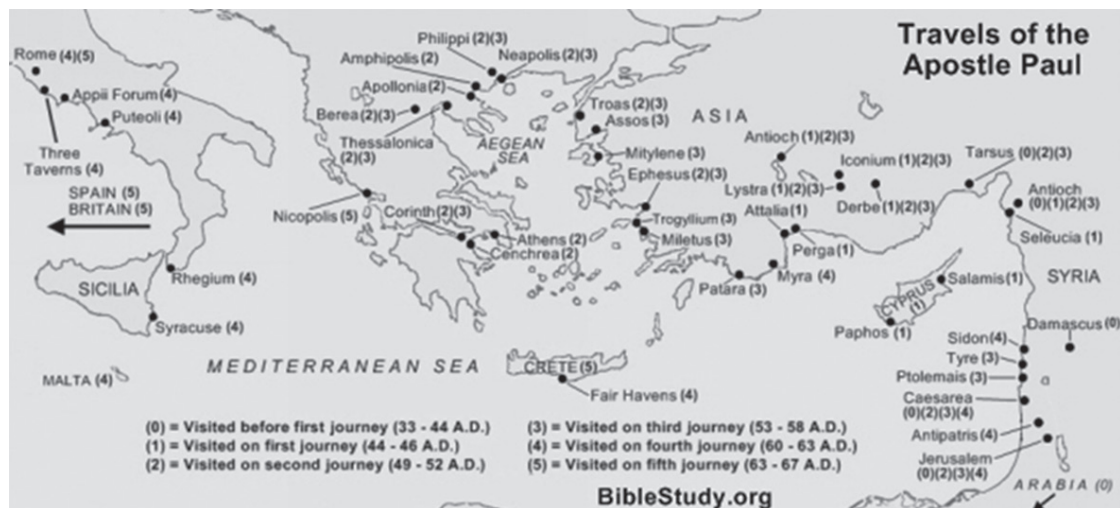 Travels of the
Apostle Paul
Rome (4)(5)
Appii Forum (4)
Puteoli (4)
Three
Taverns (4)
SPAIN (5)
BRITAIN (5)
SICILIA
Rhegium (4)
Syracuse (4)
MALTA (4)
Philippi (2)(3)
Neapolis (2)(3)
Amphipolis (2)
Apollonia (2)
Berea (2)(3)
Thessalonica
(2)(3)
AEGEAN
SEA
Nicopolis (5)
Corinth (2)(3)
Athens (2)
Cenchrea (2)
Troas (2)(3)
Assos (3)
ASIA
Mitylene (3)
Ephesus (2)(3)
Trogyllium (3)
Miletus (3)
Patara (3)
Myra (4)
Attalia (1)
Perga (1)
Antioch (1)(2)(3)
Iconium (1)(2)(3)
Lystra (1)(2)(3)
Derbe (1)(2)(3)
Tarsus (0)(2)(3)
Antioch
(0)(1)(2)(3)
Seleucia (1)
SYRIA
Salamis (1)
CYPRUS
(1)
Paphos (1)
Damascus (0)
Sidon (4)
Tyre (3)
Ptolemais (3)
Caesarea
(0)(2)(3)(4)
Antipatris (4)
Jerusalem
(0)(2)(3)(4)
ARABIA (0)
MEDITERRANEAN SEA
CRETE (5)
Fair Havens (4)
(0) = Visited before first journey (33 - 44 A.D.)
(1) = Visited on first journey (44 - 46 A.D.)
(2) = Visited on second journey (49 - 52 A.D.)
(3) = Visited on third journey (53 - 58 A.D.)
(4) = Visited on fourth journey (60 - 63 A.D.)
(5) = Visited on fifth journey (63 - 67 A.D.)
BibleStudy.org